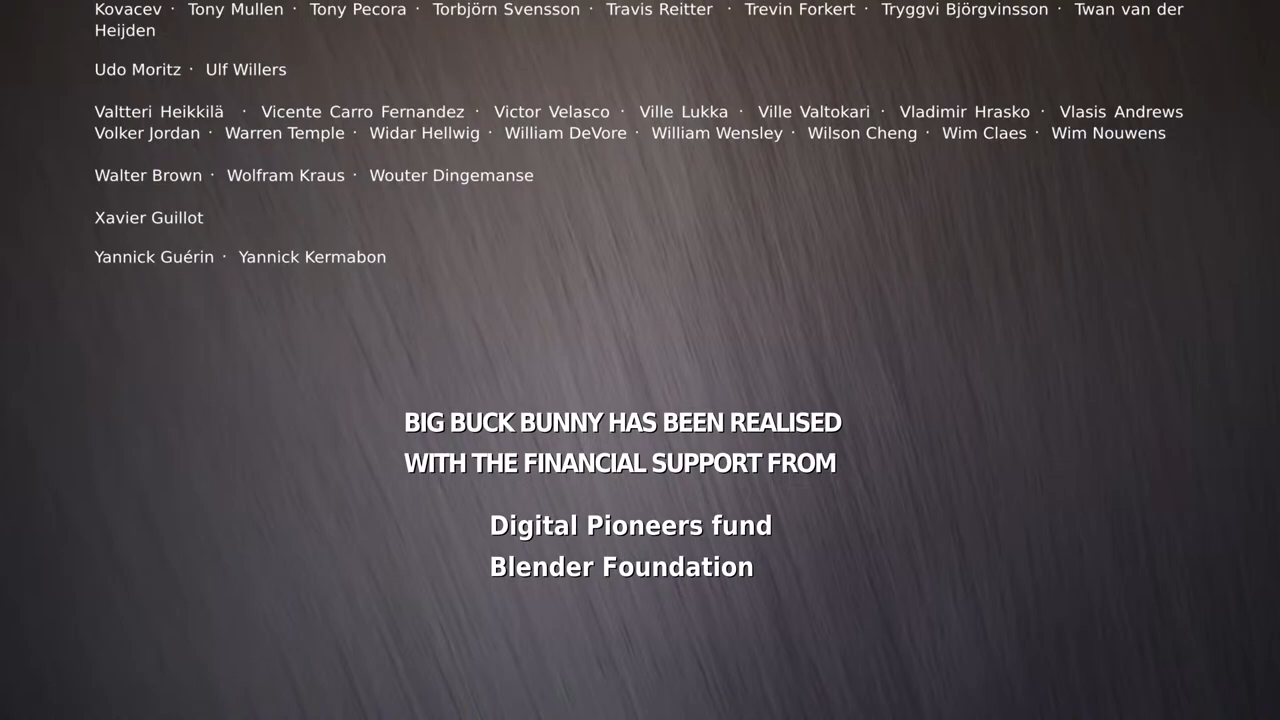 Kovacev · Tony Mullen · Tony Pecora · Torbjörn Svensson · Travis Reitter · Trevin Forkert · Tryggvi Björgvinsson · Twan van der
Heijden
Udo Moritz · Ulf Willers
Valtteri Heikkilä · Vicente Carro Fernandez · Victor Velasco · Ville Lukka · Ville Valtokari · Vladimir Hrasko · Vlasis Andrews
Volker Jordan · Warren Temple · Widar Hellwig · William DeVore · William Wensley · Wilson Cheng · Wim Claes · Wim Nouwens
Walter Brown · Wolfram Kraus · Wouter Dingemanse
Xavier Guillot
Yannick Guérin · Yannick Kermabon
BIG BUCK BUNNY HAS BEEN REALISED
WITH THE FINANCIAL SUPPORT FROM
Digital Pioneers fund
Blender Foundation